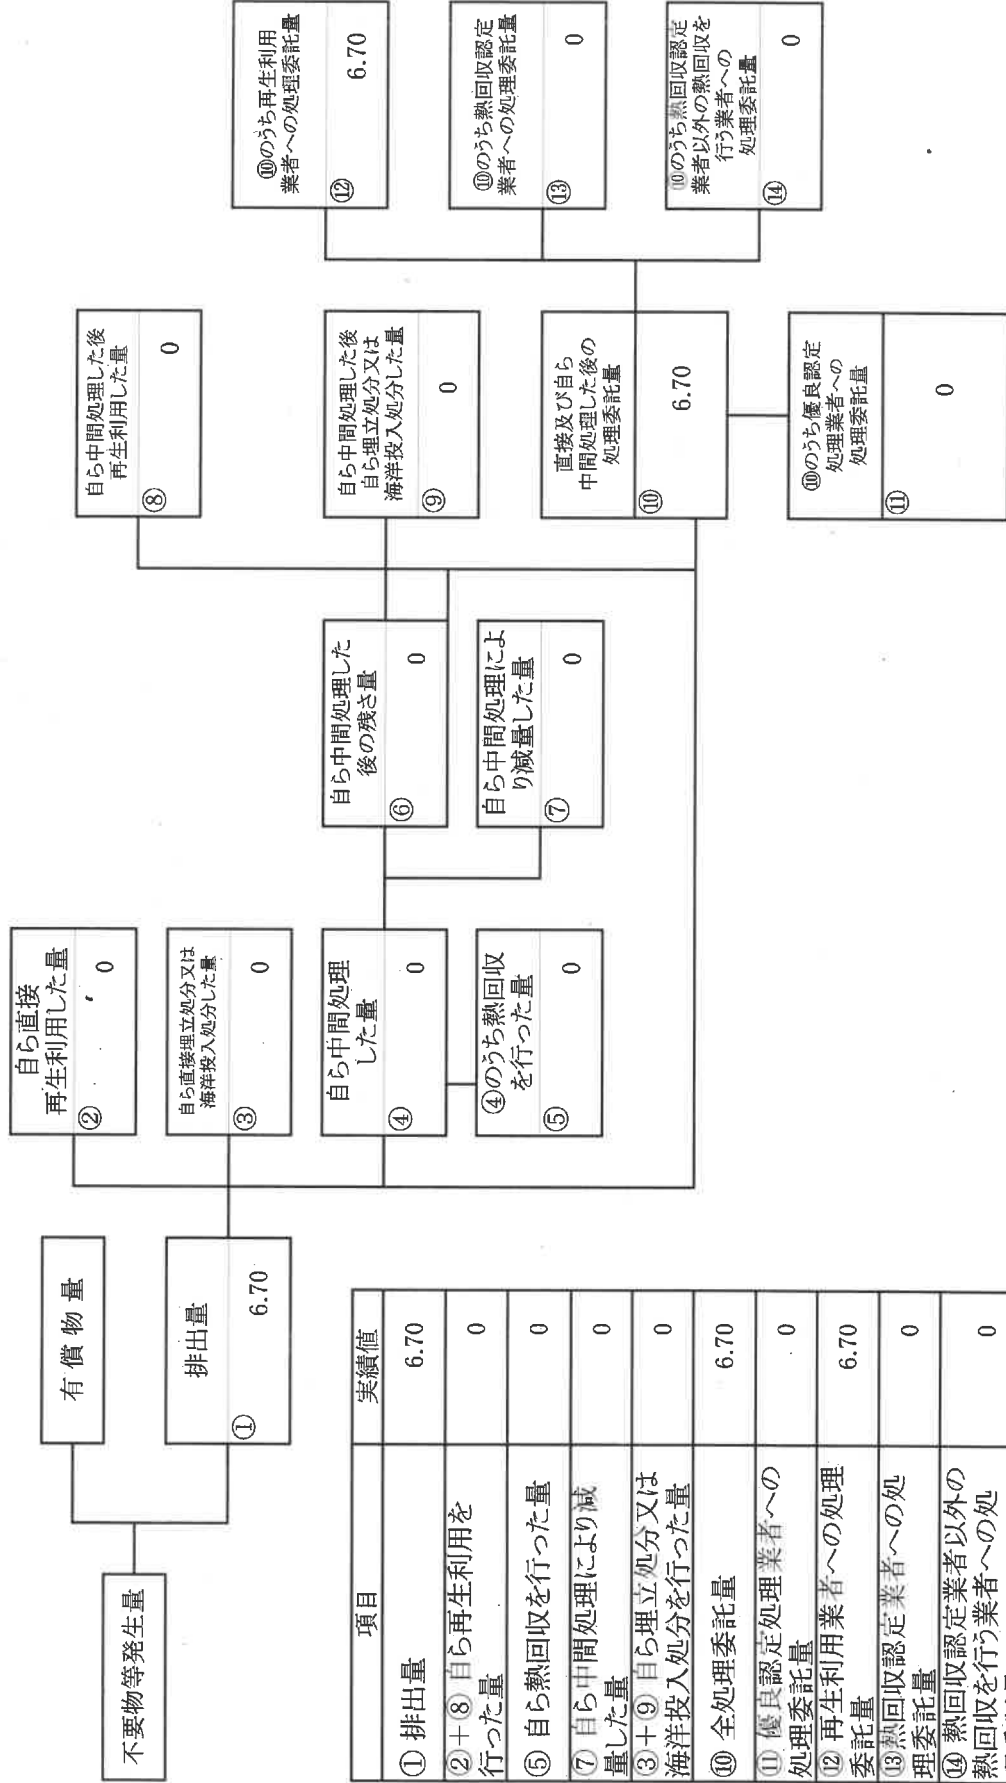 不要物等発生量
有償物量
排出量
①
6.70
自ら直接
再生利用した量
②
0
自ら直接埋立処分又は
海洋投入処分した量
③
0
自ら中間処理
した量
④
0
④のうち熱回収
を行った量
⑤
0
自ら中間処理した
後の残さ量
⑥
0
自ら中間処理によ
り減量した量
⑦
0
自ら中間処理した後
再生利用した量
⑧
0
自ら中間処理した後
自ら埋立処分又は
海洋投入処分した量
⑨
0
直接及び自ら
中間処理した後の
処理委託量
⑩
6.70
⑩のうち優良認定
処理業者への
処理委託量
⑪
0
⑩のうち再生利用
業者への処理委託量
⑫
6.70
⑩のうち熱回収認定
業者への処理委託量
⑬
0
⑩のうち熱回収認定
業者以外の熱回収を
行う業者への
処理委託量
⑭
0
項目 実績値
① 排出量 6.70
②+⑧ 自ら再生利用を
行った量 0
⑤ 自ら熱回収を行った量 0
⑦ 自ら中間処理により減
量した量 0
③+⑨ 自ら埋立処分又は
海洋投入処分を行った量 0
⑩ 全処理委託量 6.70
⑪ 優良認定処理業者への
処理委託量 0
⑫ 再生利用業者への処理
委託量 6.70
⑬熱回収認定業者への処
理委託量 0
⑭ 熱回収認定業者以外の
熱回収を行う業者への処 0